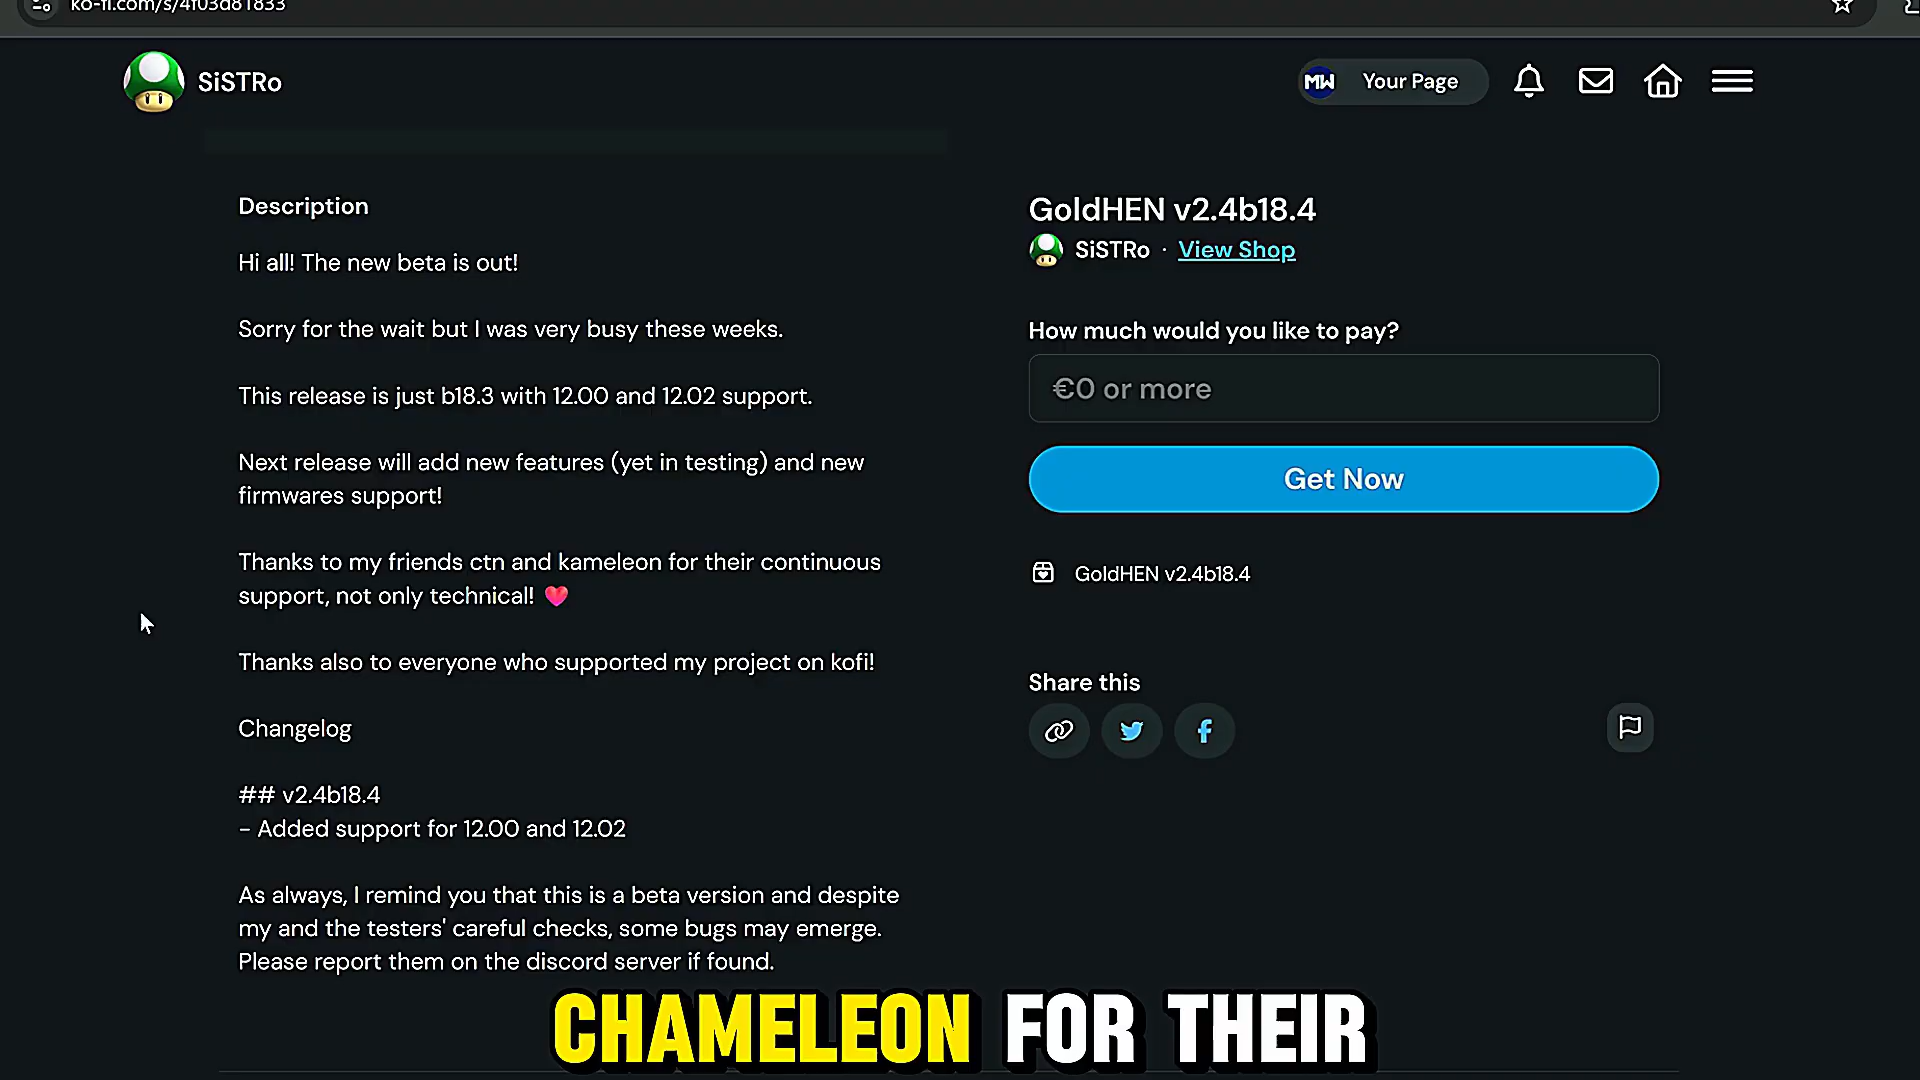 SiSTRo
MW Your Page
Description
Hi all! The new beta is out!
Sorry for the wait but I was very busy these weeks.
This release is just b18.3 with 12.00 and 12.02 support.
Next release will add new features (yet in testing) and new
firmwares support!
Thanks to my friends ctn and kameleon for their continuous
support, not only technical!
Thanks also to everyone who supported my project on kofi!
Changelog
## v2.4b18.4
- Added support for 12.00 and 12.02
As always, I remind you that this is a beta version and despite
my and the testers' careful checks, some bugs may emerge.
Please report them on the discord server if found.
GoldHEN v2.4b18.4
SiSTRo · View Shop
How much would you like to pay?
€0 or more
Get Now
GoldHEN v2.4b18.4
Share this
CHAMELEON FOR THEIR